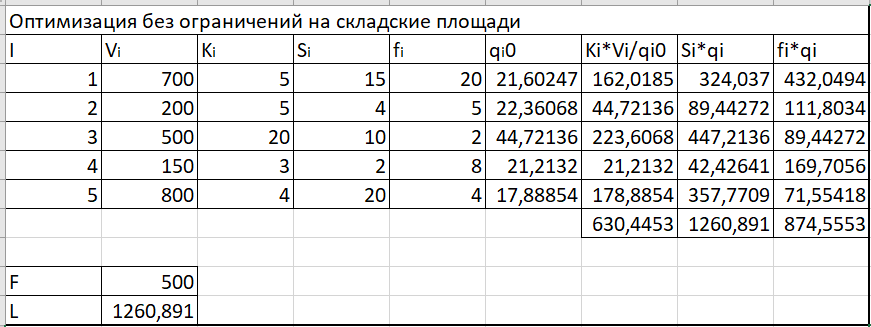 Оптимизация без ограничений на складские площади
I Vi Ki Si fi qi0 Ki*Vi/qi0 Si*qi fi*qi
1 700 5 15 20 21,60247 162,0185 324,037 432,0494
2 200 5 4 5 22,36068 44,72136 89,44272 111,8034
3 500 20 10 2 44,72136 223,6068 447,2136 89,44272
4 150 3 2 8 21,2132 21,2132 42,42641 169,7056
5 800 4 20 4 17,88854 178,8854 357,7709 71,55418
630,4453 1260,891 874,5553
F 500
L 1260,891